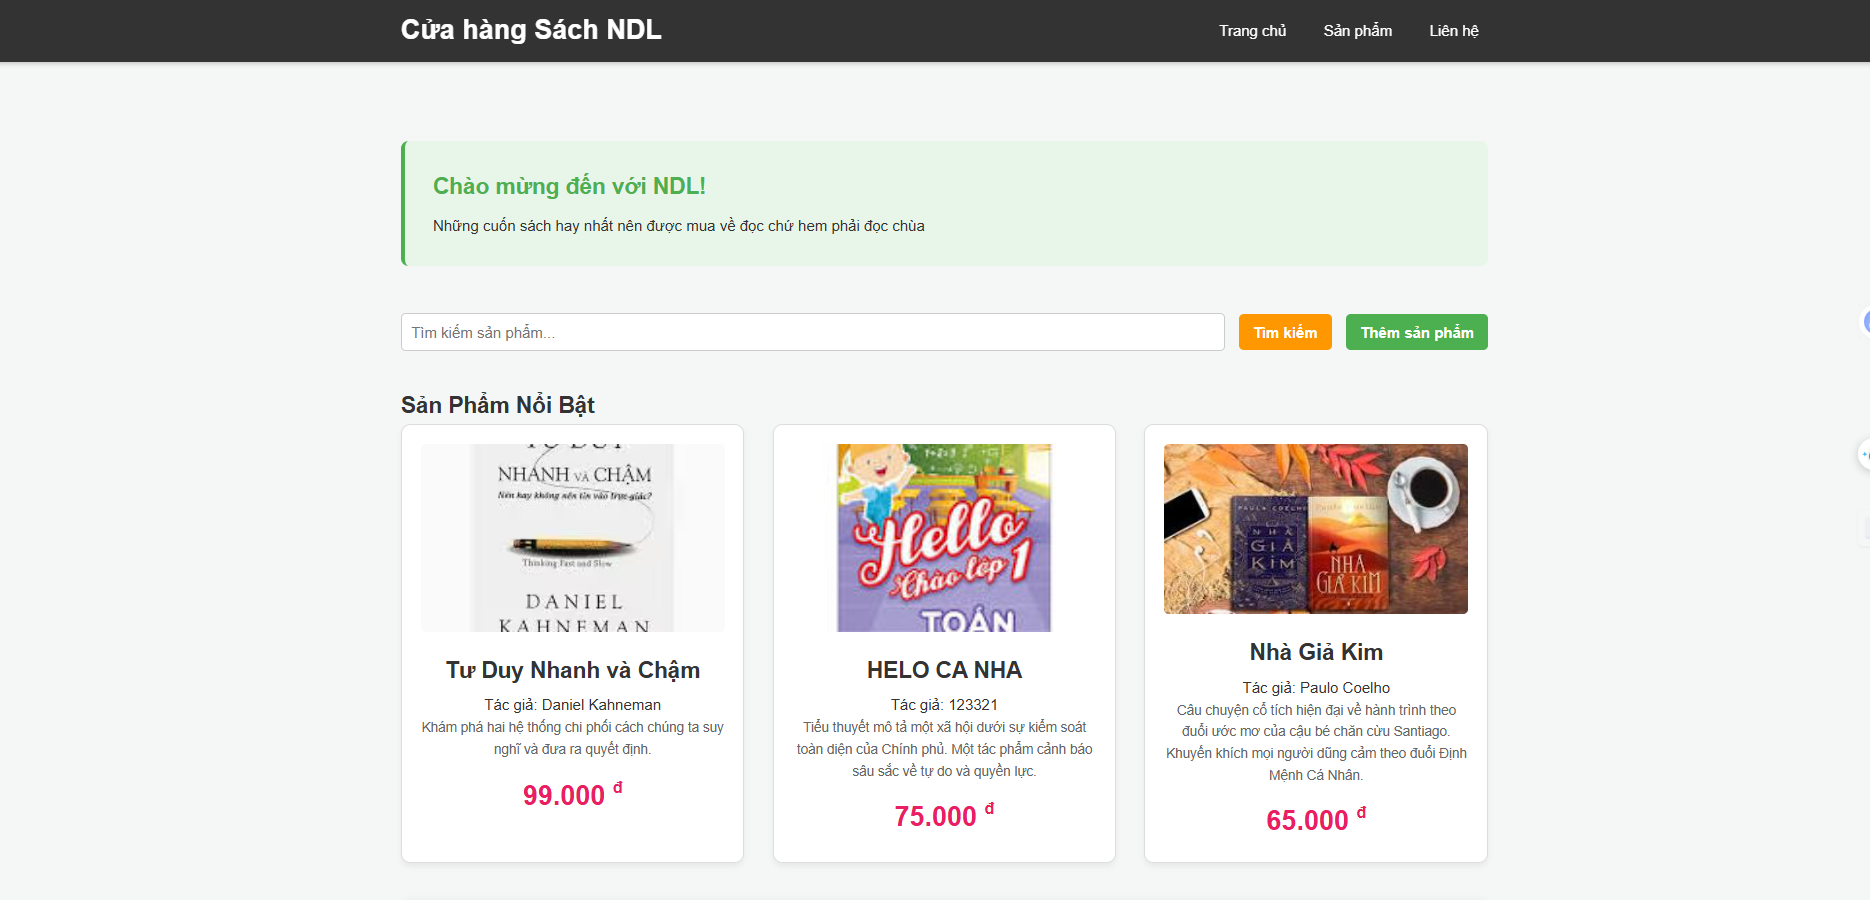 Cửa hàng Sách NDL
Trang chủ
Sản phẩm
Liên hệ
Chào mừng đến với NDL!
Những cuốn sách hay nhất nên được mua về đọc chứ hem phải đọc chùa
Tìm kiếm sản phẩm...
Tìm kiếm
Thêm sản phẩm
Sản Phẩm Nổi Bật
NHANH VÀ CHẬM
Nên hay không nên tin vào trực giác?
Thinking Fast and Slow
DANIEL
KAHNEMAN
Tư Duy Nhanh và Chậm
Tác giả: Daniel Kahneman
Khám phá hai hệ thống chi phối cách chúng ta suy
nghĩ và đưa ra quyết định.
99.000 đ
Hello
Chào lớp 1
TOÁN
HELO CA NHA
Tác giả: 123321
Tiểu thuyết mô tả một xã hội dưới sự kiểm soát
toàn diện của Chính phủ. Một tác phẩm cảnh báo
sâu sắc về tự do và quyền lực.
75.000 đ
PAULO COELHO
NHÀ
GIẢ
KIM
NHÀ
GIẢ KIM
Nhà Giả Kim
Tác giả: Paulo Coelho
Câu chuyện cổ tích hiện đại về hành trình theo
đuổi ước mơ của cậu bé chăn cừu Santiago.
Khuyến khích mọi người dũng cảm theo đuổi Định
Mệnh Cá Nhân.
65.000 đ